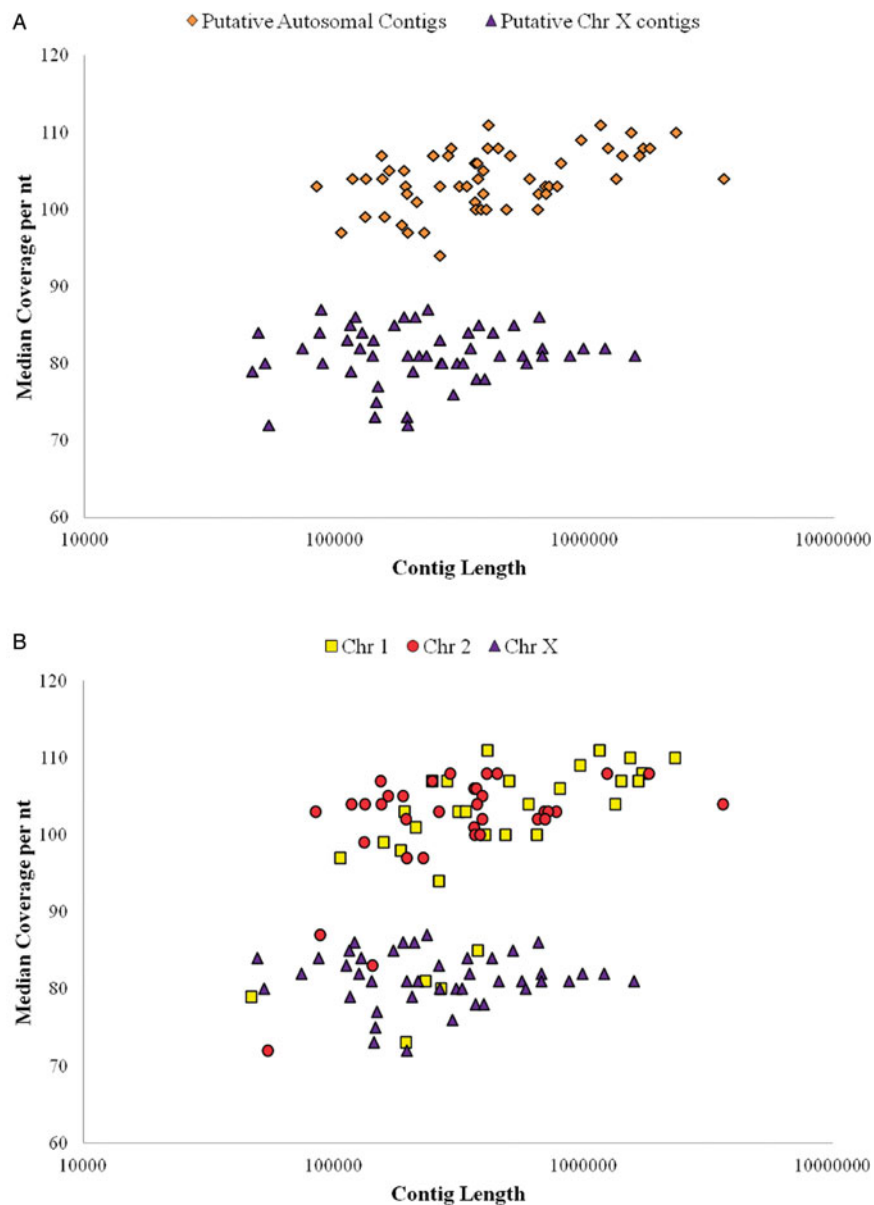 A
Putative Autosomal Contigs Putative Chr X contigs
120
110
100
90
80
70
60
Median Coverage per nt
10000 100000 1000000 10000000
Contig Length
B
Chr 1 Chr 2 Chr X
120
110
100
90
80
70
60
Median Coverage per nt
10000 100000 1000000 10000000
Contig Length